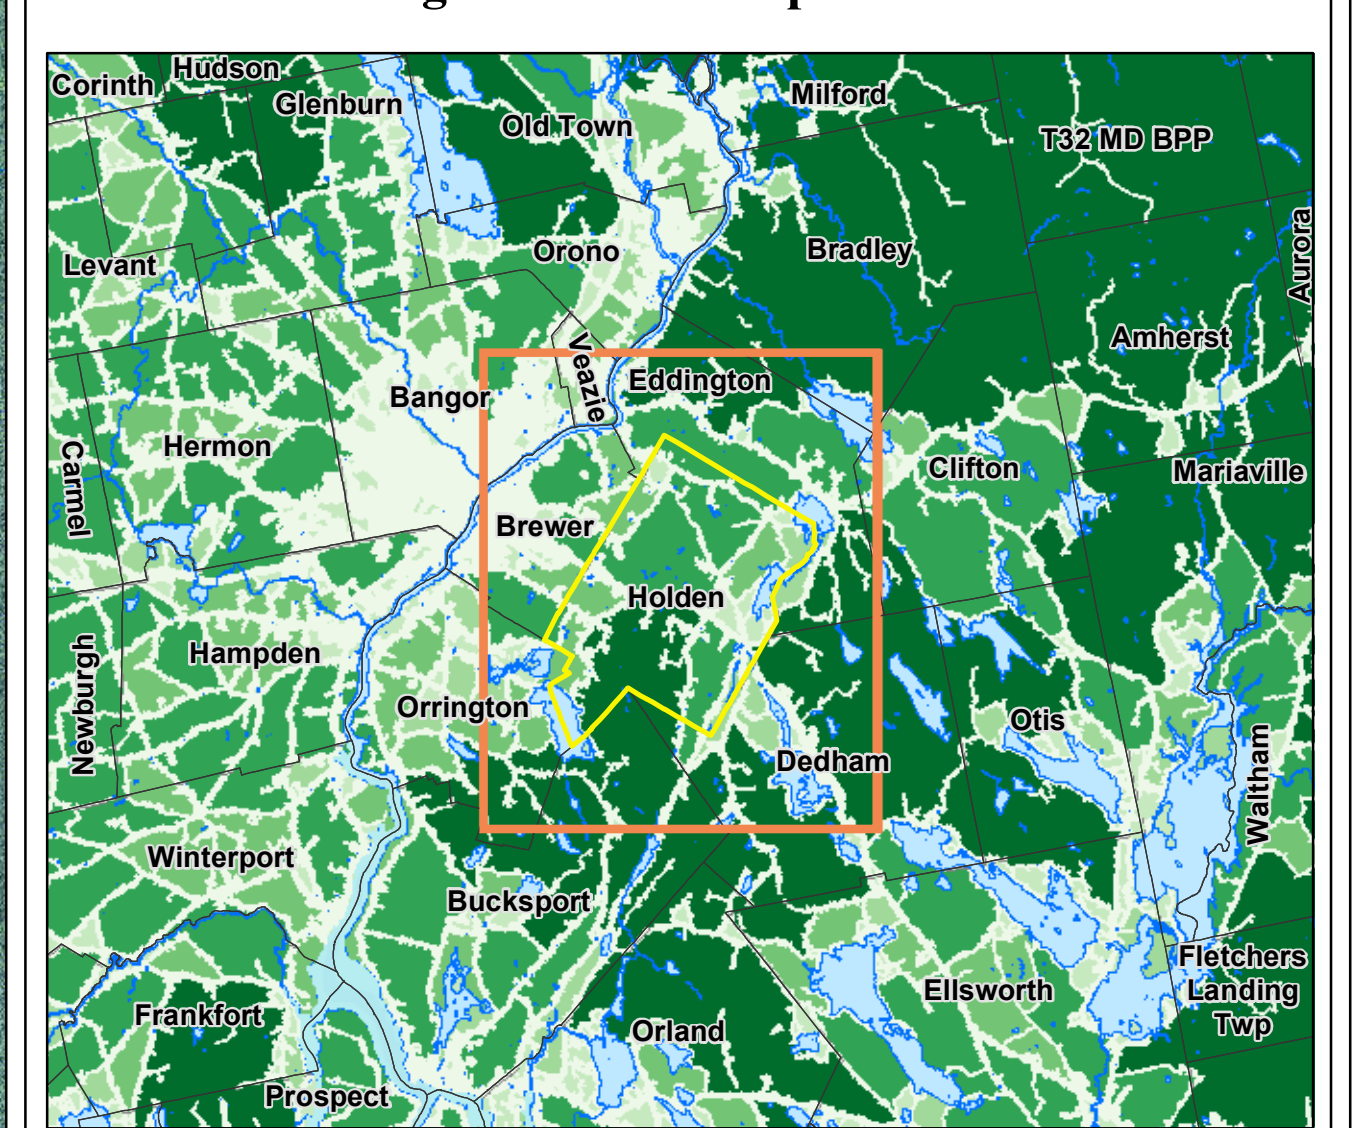 Corinth
Hudson
Glenburn
Old Town
Milford
T32 MD BPP
Levant
Orono
Bradley
Aurora
Amherst
Veazie
Eddington
Bangor
Hermon
Carmel
Clifton
Mariaville
Brewer
Holden
Hampden
Newburgh
Orrington
Otis
Dedham
Waltham
Winterport
Bucksport
Fletchers
Landing
Twp
Ellsworth
Frankfort
Orland
Prospect